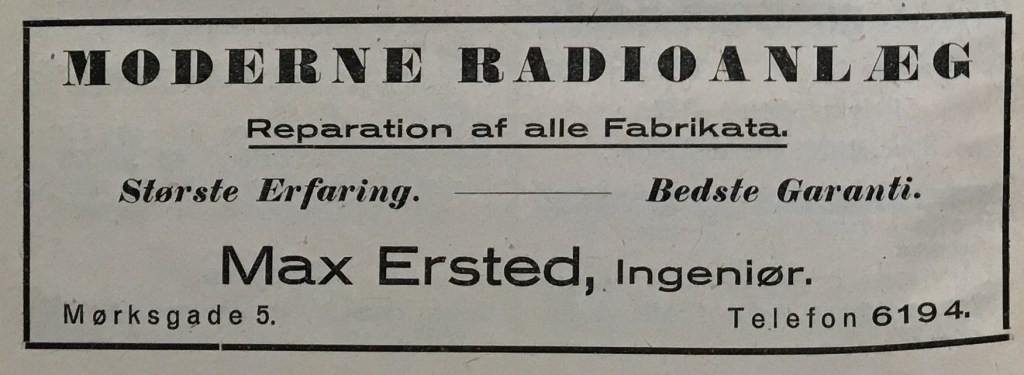 MODERNE RADIOANLÆG
Reparation af alle Fabrikata.
Største Erfaring. Bedste Garanti.
Max Ersted, Ingeniør.
Mørksgade 5. Telefon 6194.